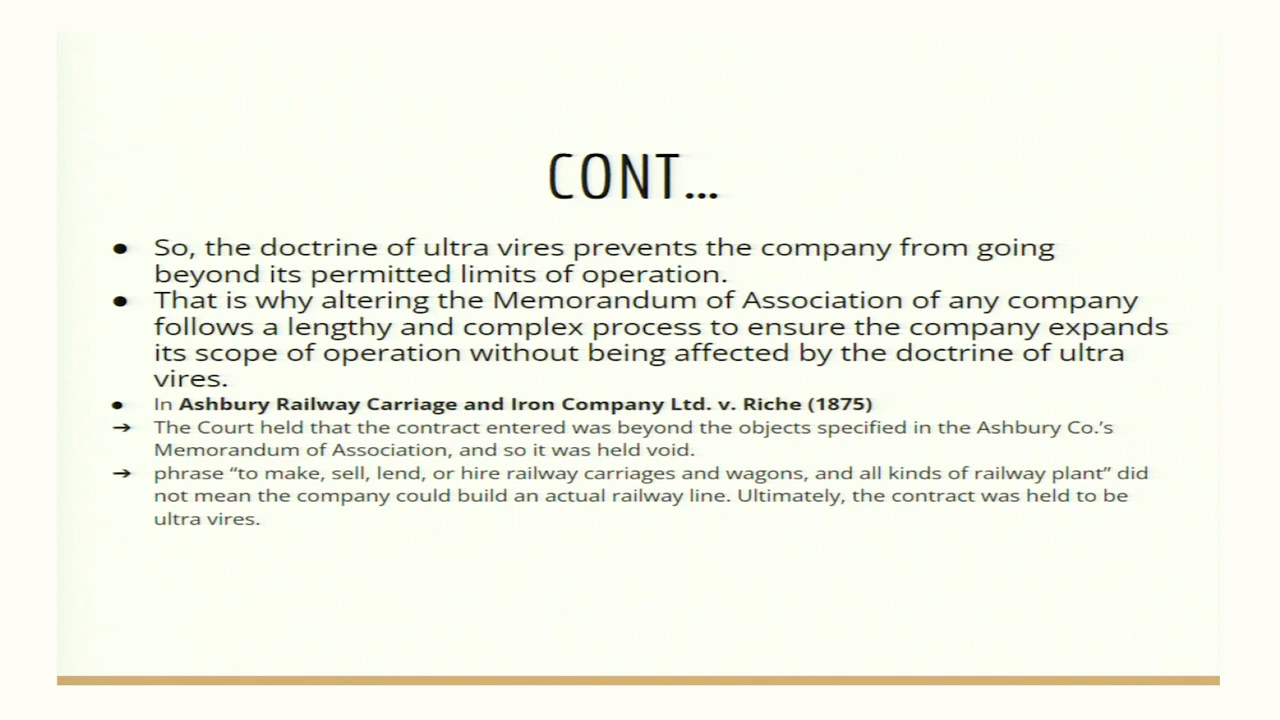 CONT...
● So, the doctrine of ultra vires prevents the company from going
beyond its permitted limits of operation.
● That is why altering the Memorandum of Association of any company
follows a lengthy and complex process to ensure the company expands
its scope of operation without being affected by the doctrine of ultra
vires.
● In Ashbury Railway Carriage and Iron Company Ltd. v. Riche (1875)
➔ The Court held that the contract entered was beyond the objects specified in the Ashbury Co.’s
Memorandum of Association, and so it was held void.
➔ phrase “to make, sell, lend, or hire railway carriages and wagons, and all kinds of railway plant” did
not mean the company could build an actual railway line. Ultimately, the contract was held to be
ultra vires.